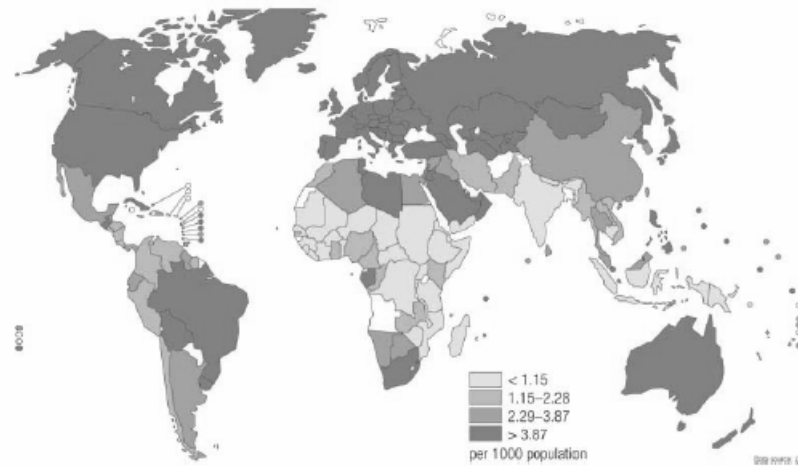 < 1.15
1.15–2.28
2.29–3.87
> 3.87
per 1000 population